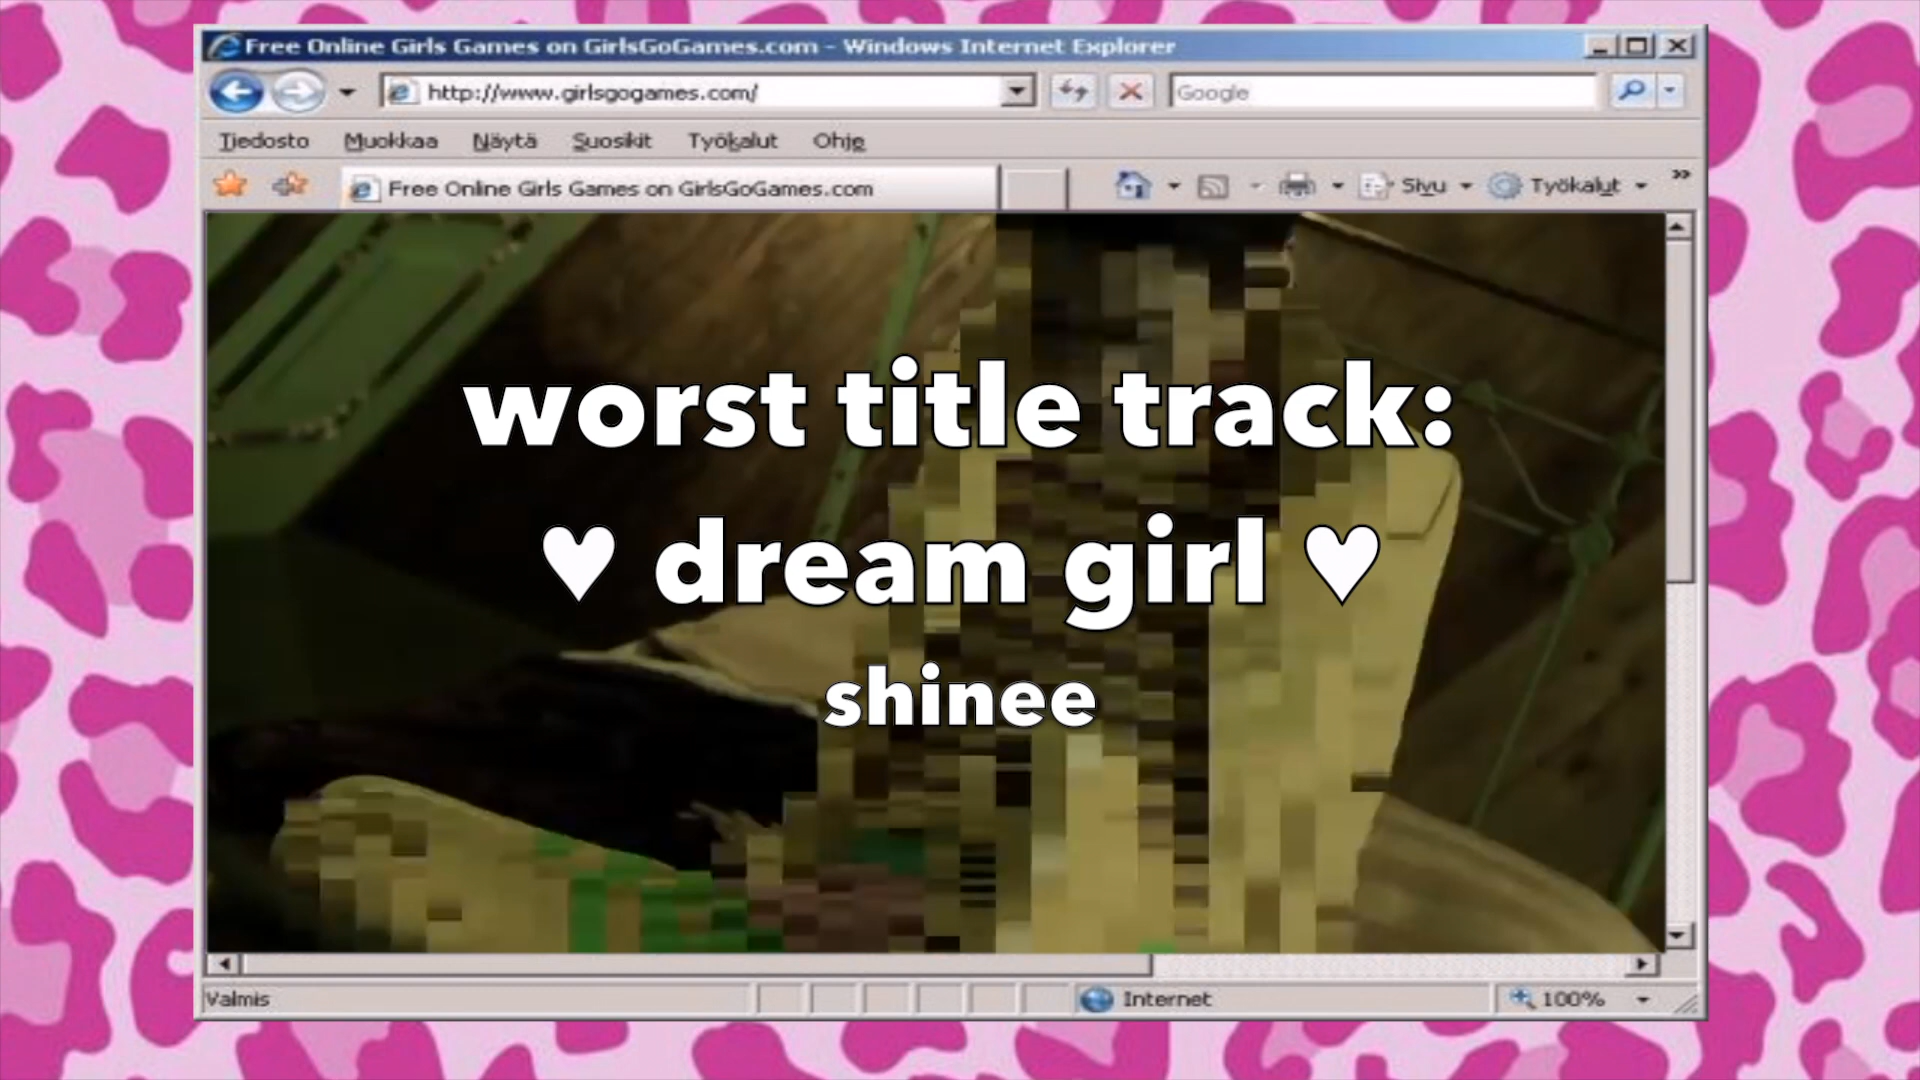 Free Online Girls Games on GirlsGoGames.com - Windows Internet Explorer
http://www.girlsgogames.com/
Google
Tiedosto Muokkaa Näytä Suosikit Työkalut Ohje
Free Online Girls Games on GirlsGoGames.com
Sivu Työkalut »
worst title track:
♥ dream girl ♥
shinee
Valmis
Internet
100%